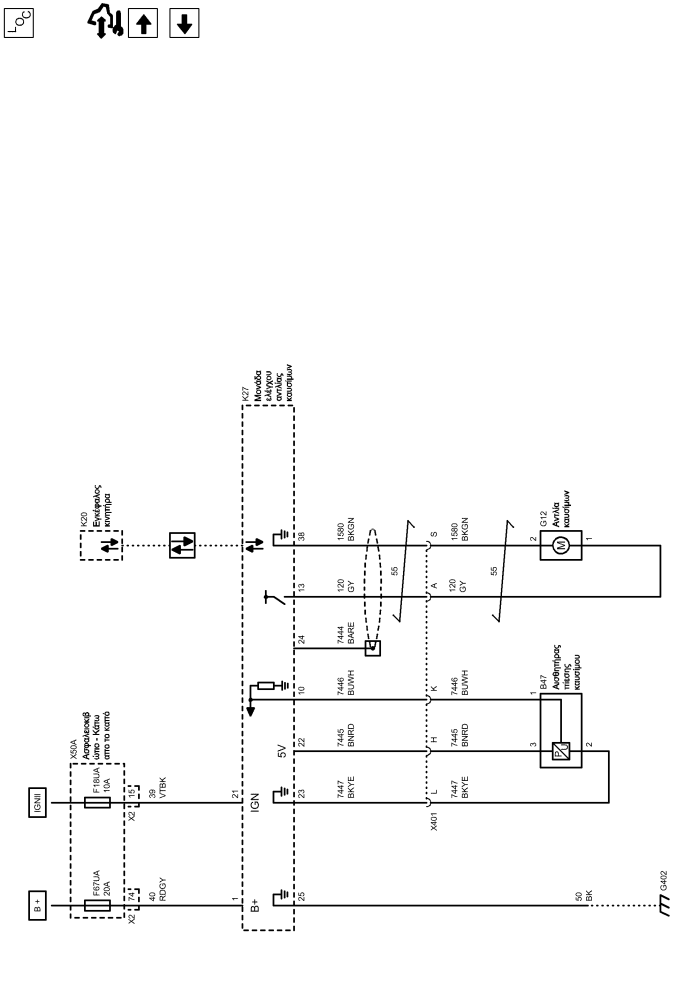 LOC
K27
Μονάδα
ελέγχου
αντλίας
καυσίμων
K20
Εγκέφαλος
κινητήρα
G12
Αντλία
καυσίμων
B47
Αισθητήρας
πίεσης
καυσίμου
X50A
Ασφαλειοκιβ
ώτιο - Κάτω
απο το καπό
IGNII
F18UA
10A
15
X2
39
VTBK
21
IGN
B +
F67UA
20A
74
X2
40
RDGY
1
B+
38
1580
BKGN
S
1580
BKGN
2
M
1
13
120
GY
55
A
120
GY
55
24
7444
BARE
10
7446
BUWH
K
7446
BUWH
1
5V
22
7445
BNRD
H
7445
BNRD
3
P
U
2
23
7447
BKYE
L
X401
7447
BKYE
25
50
BK
G402